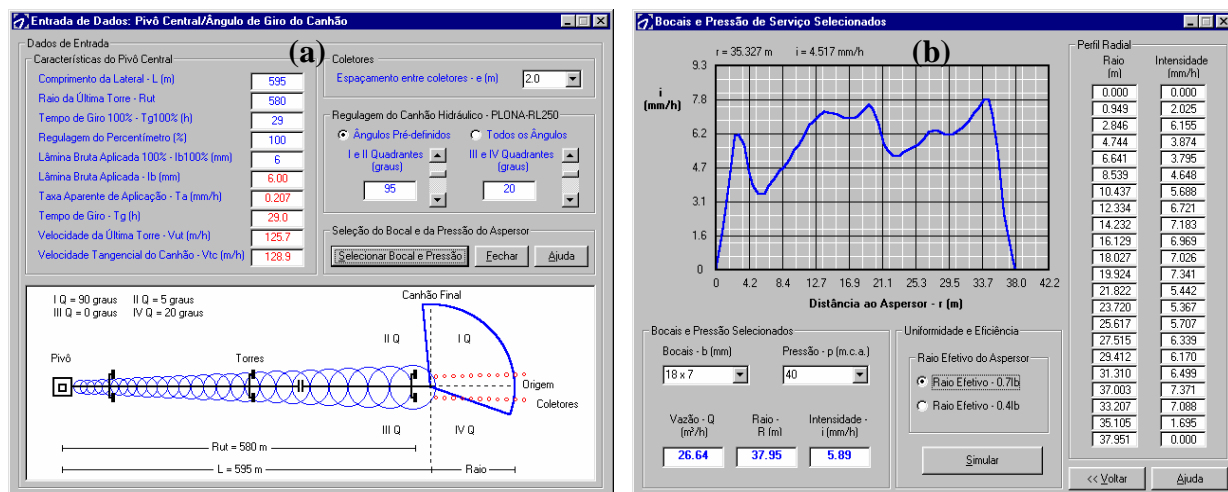 Entrada de Dados: Pivô Central/Ângulo de Giro do Canhão
(a)
Dados de Entrada
Características do Pivô Central
Comprimento da Lateral - L (m) 595
Raio da Última Torre - Rut 580
Tempo de Giro 100% - Tg100% (h) 29
Regulagem do Percentímetro (%) 100
Lâmina Bruta Aplicada 100% - lb100% (mm) 6
Lâmina Bruta Aplicada - lb (mm) 6.00
Taxa Aparente de Aplicação - Ta (mm/h) 0.207
Tempo de Giro - Tg (h) 29.0
Velocidade da Última Torre - Vut (m/h) 125.7
Velocidade Tangencial do Canhão - Vtc (m/h) 128.9
Coletores
Espaçamento entre coletores - e (m) 2.0
Regulagem do Canhão Hidráulico - PLONA-RL250
Ângulos Pré-definidos Todos os Ângulos
I e II Quadrantes III e IV Quadrantes
(graus) (graus)
95 20
Seleção do Bocal e da Pressão do Aspersor
Selecionar Bocal e Pressão Fechar Ajuda
I Q = 90 graus II Q = 5 graus
III Q = 0 graus IV Q = 20 graus
Canhão Final
II Q I Q
Pivô Torres
Origem
Coletores
III Q IV Q
Rut = 580 m
L = 595 m Raio
Bocais e Pressão de Serviço Selecionados
(b)
r = 35.327 m i = 4.517 mm/h
9.3
i
(mm/h)
7.8
6.2
4.7
3.1
1.6
0
0 4.2 8.4 12.7 16.9 21.1 25.3 29.5 33.7 38.0 42.2
Distância ao Aspersor - r (m)
Bocais e Pressão Selecionados
Bocais - b (mm) Pressão - p (m.c.a.)
18 x 7 40
Vazão - Q Raio - Intensidade -
(m³/h) R (m) i (mm/h)
26.64 37.95 5.89
Uniformidade e Eficiência
Raio Efetivo do Aspersor
Raio Efetivo - 0.7lb
Raio Efetivo - 0.4lb
Simular
Perfil Radial
Raio Intensidade
(m) (mm/h)
0.000 0.000
0.949 2.025
2.846 6.155
4.744 3.874
6.641 3.795
8.539 4.648
10.437 5.688
12.334 6.721
14.232 7.183
16.129 6.969
18.027 7.026
19.924 7.341
21.822 5.442
23.720 5.367
25.617 5.707
27.515 6.339
29.412 6.170
31.310 6.499
37.003 7.371
33.207 7.088
35.105 1.695
37.951 0.000
<< Voltar Ajuda